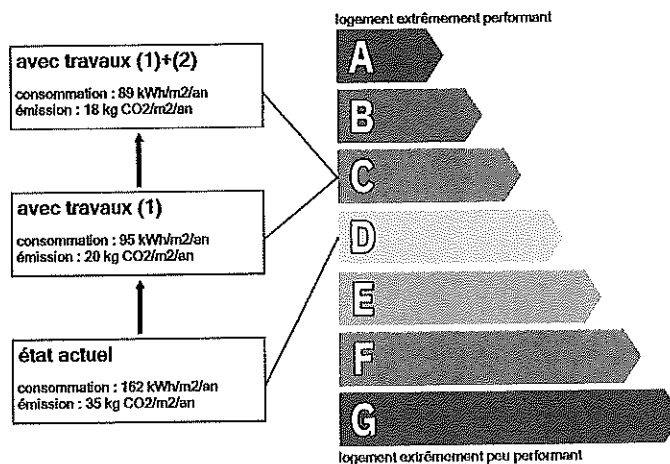 logement extrêmement performant
avec travaux (1)+(2)
consommation : 89 kWh/m2/an
émission : 18 kg CO2/m2/an
avec travaux (1)
consommation : 95 kWh/m2/an
émission : 20 kg CO2/m2/an
état actuel
consommation : 162 kWh/m2/an
émission : 35 kg CO2/m2/an
A
B
C
D
E
F
G
logement extrêmement peu performant